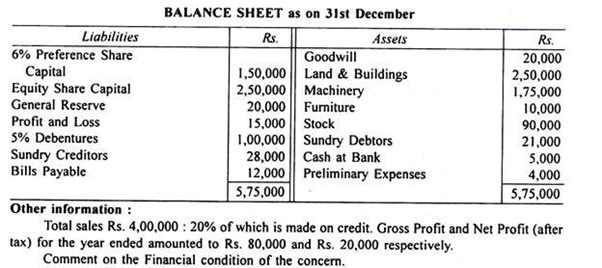 BALANCE SHEET as on 31st December
Liabilities Rs. Assets Rs.
6% Preference Share Goodwill 20,000
Capital 1,50,000 Land & Buildings 2,50,000
Equity Share Capital 2,50,000 Machinery 1,75,000
General Reserve 20,000 Furniture 10,000
Profit and Loss 15,000 Stock 90,000
5% Debentures 1,00,000 Sundry Debtors 21,000
Sundry Creditors 28,000 Cash at Bank 5,000
Bills Payable 12,000 Preliminary Expenses 4,000
5,75,000 5,75,000
Other information :
Total sales Rs. 4,00,000 : 20% of which is made on credit. Gross Profit and Net Profit (after
tax) for the year ended amounted to Rs. 80,000 and Rs. 20,000 respectively.
Comment on the Financial condition of the concern.